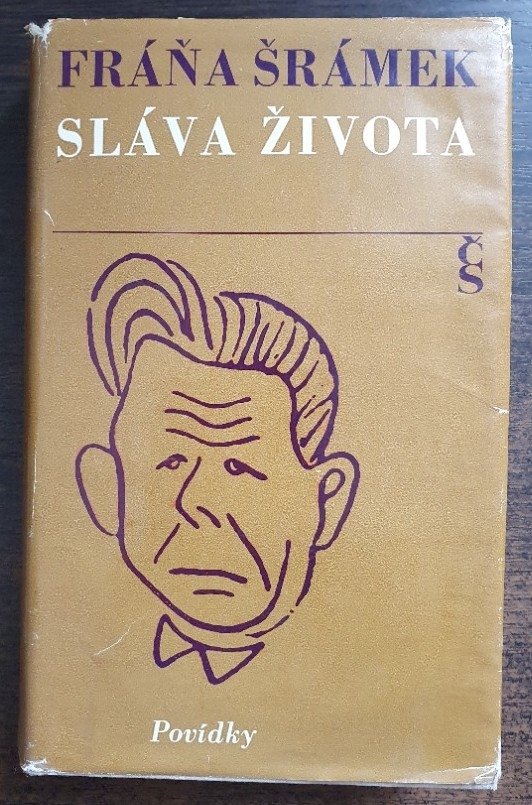 FRÁŇA ŠRÁMEK
SLÁVA ŽIVOTA
ČS
Povídky